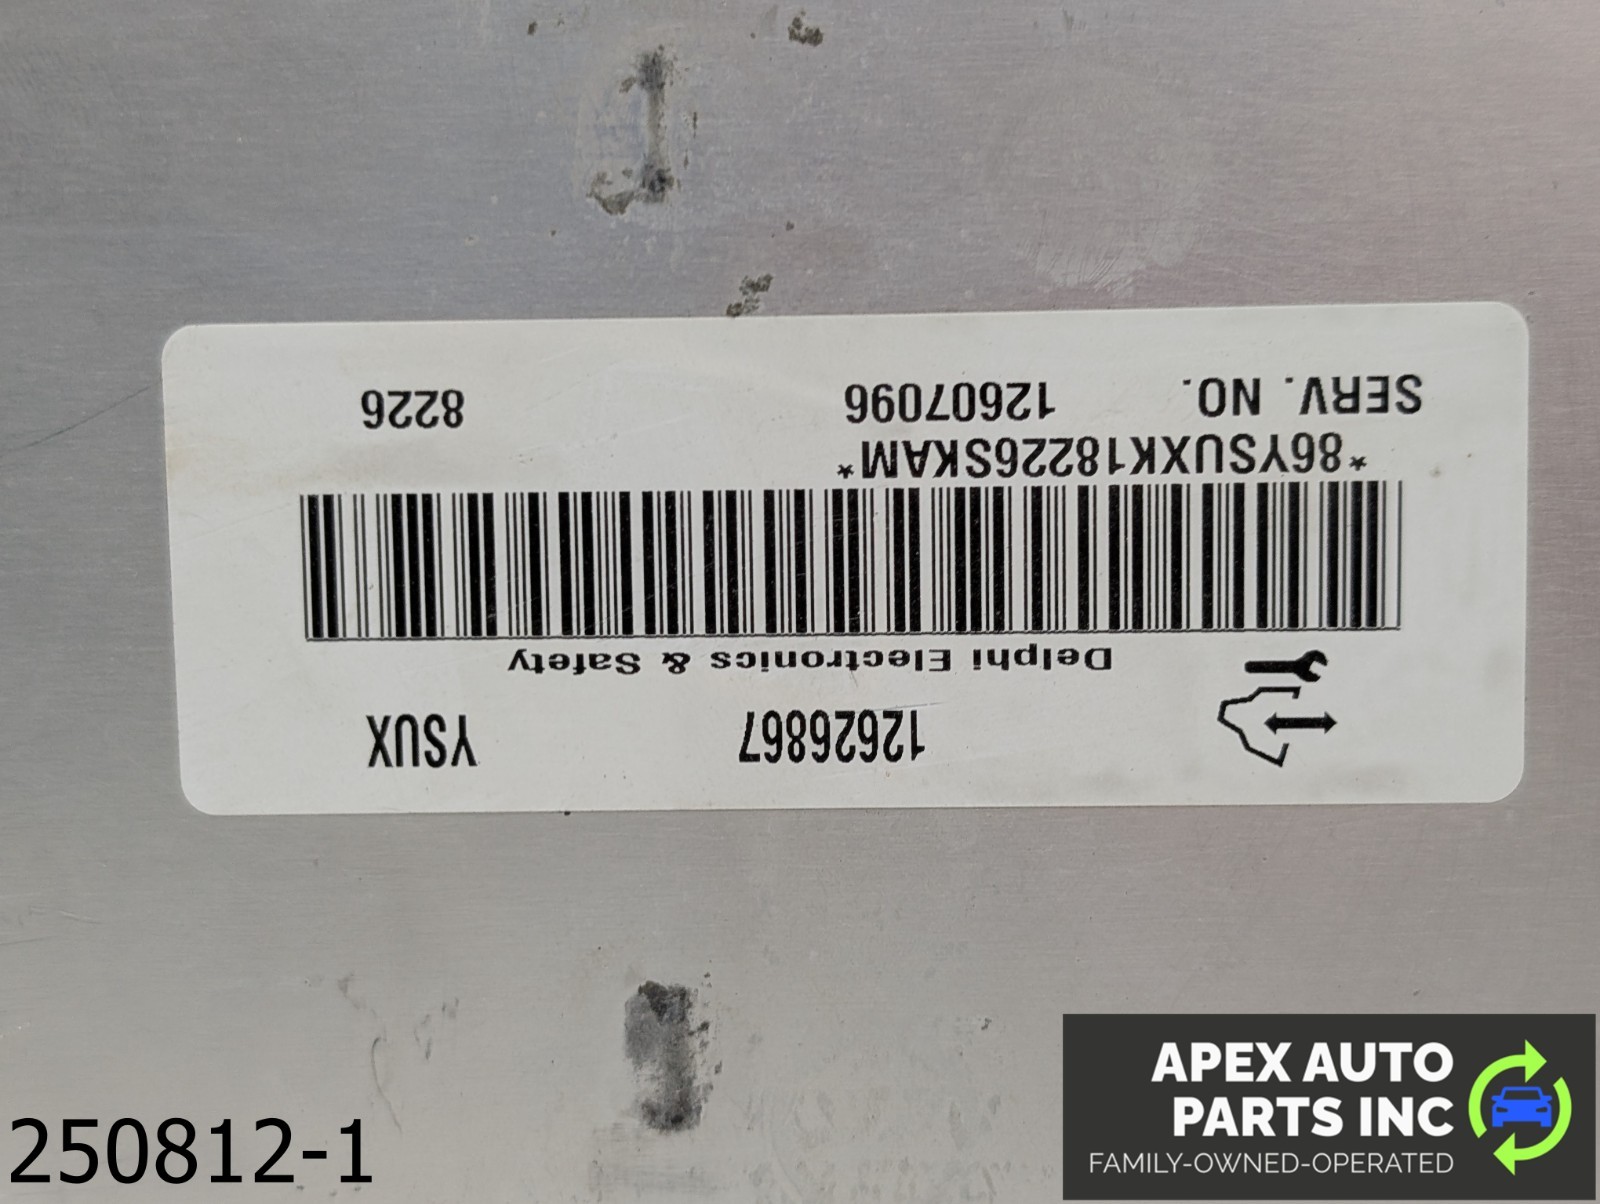 12626867 YSUX
Delphi Electronics & Safety
*86YSUXK18226SKAM*
SERV. NO. 12607096 8226
250812-1
APEX AUTO
PARTS INC
FAMILY-OWNED-OPERATED